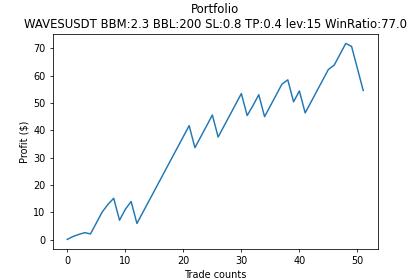 Portfolio
WAVESUSDT BBM:2.3 BBL:200 SL:0.8 TP:0.4 lev:15 WinRatio:77.0
70
60
50
40
30
20
10
0
Profit ($)
0 10 20 30 40 50
Trade counts